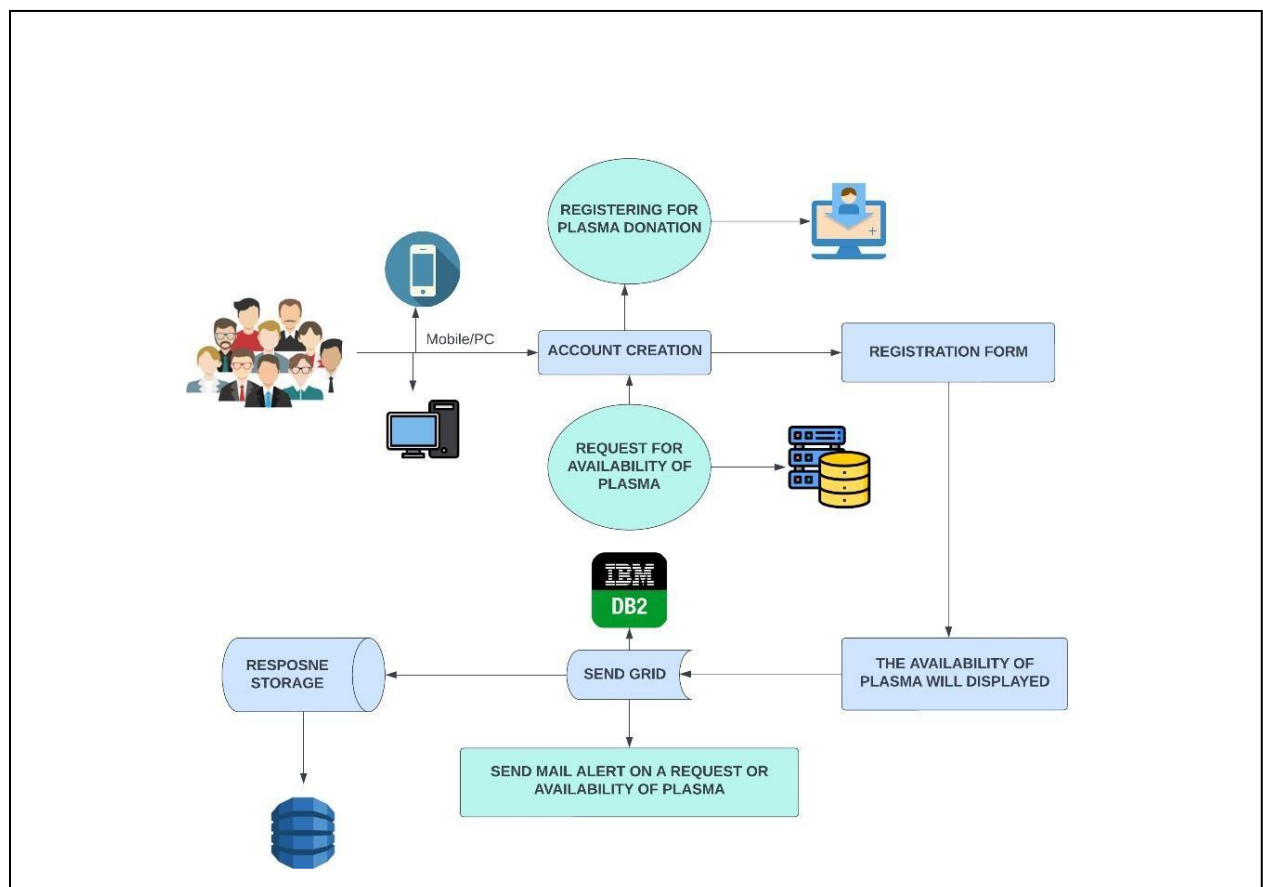 REGISTERING FOR
PLASMA DONATION
Mobile/PC
ACCOUNT CREATION
REGISTRATION FORM
REQUEST FOR
AVAILABILITY OF
PLASMA
IBM
DB2
RESPOSNE
STORAGE
SEND GRID
THE AVAILABILITY OF
PLASMA WILL DISPLAYED
SEND MAIL ALERT ON A REQUEST OR
AVAILABILITY OF PLASMA